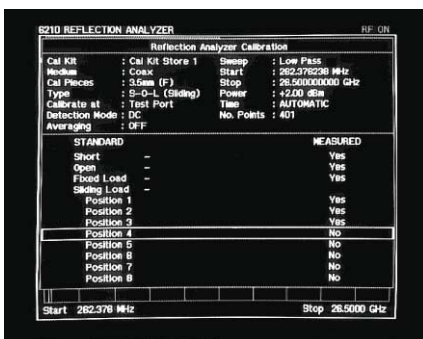 6210 REFLECTION ANALYZER RF ON
Reflection Analyzer Calibration
Cal Kit : Cal Kit Store 1 Sweep : Low Pass
Medium : Coax Start : 262.376238 MHz
Cal Pieces : 3.5mm (F) Stop : 26.500000000 GHz
Type : S-O-L (Sliding) Power : +2.00 dBm
Calibrate at : Test Port Time : AUTOMATIC
Detection Mode : DC No. Points : 401
Averaging : OFF
STANDARD MEASURED
Short - Yes
Open - Yes
Fixed Load - Yes
Sliding Load -
Position 1 Yes
Position 2 Yes
Position 3 Yes
Position 4 No
Position 5 No
Position 6 No
Position 7 No
Position 8 No
Start 262.376 MHz Stop 26.5000 GHz